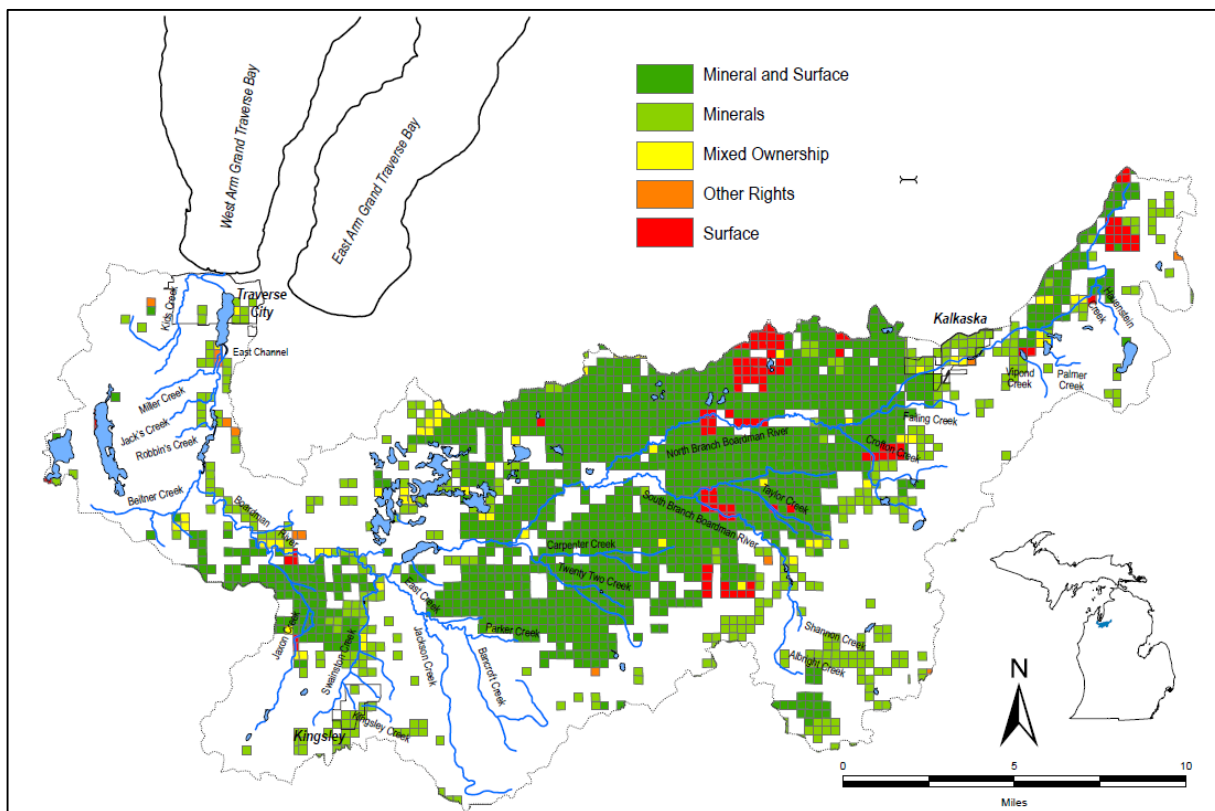 West Arm Grand Traverse Bay
East Arm Grand Traverse Bay
Mineral and Surface
Minerals
Mixed Ownership
Other Rights
Surface
Traverse
City
Kids Creek
East Channel
Miller Creek
Jack's Creek
Robbin's Creek
Beitner Creek
Boardman
River
Kalkaska
Hauenstein
Creek
Vipond
Creek
Palmer
Creek
Falling Creek
North Branch Boardman River
Crofton Creek
Taylor Creek
South Branch Boardman River
Carpenter Creek
Twenty Two Creek
East Creek
Parker Creek
Jackson Creek
Bancroft Creek
Jaxon Creek
Swainston Creek
Kingsley Creek
Kingsley
Shannon Creek
Albright Creek
N
0 5 10
Miles